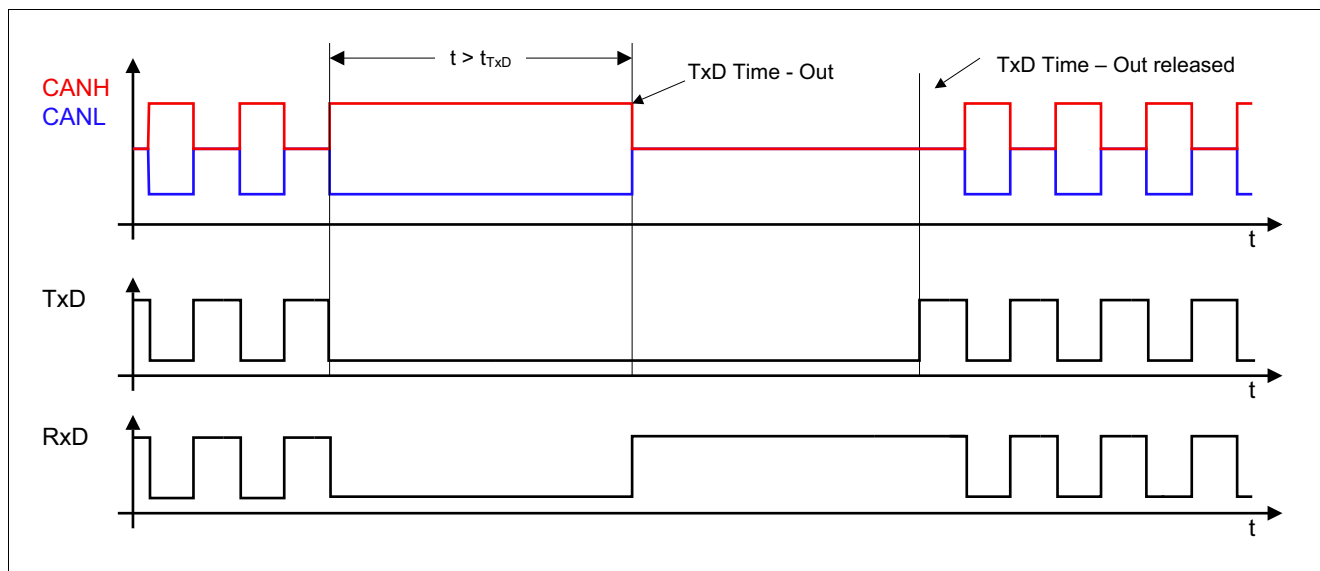 t > tTxD
TxD Time - Out
TxD Time – Out released
CANH
CANL
t
TxD
t
RxD
t